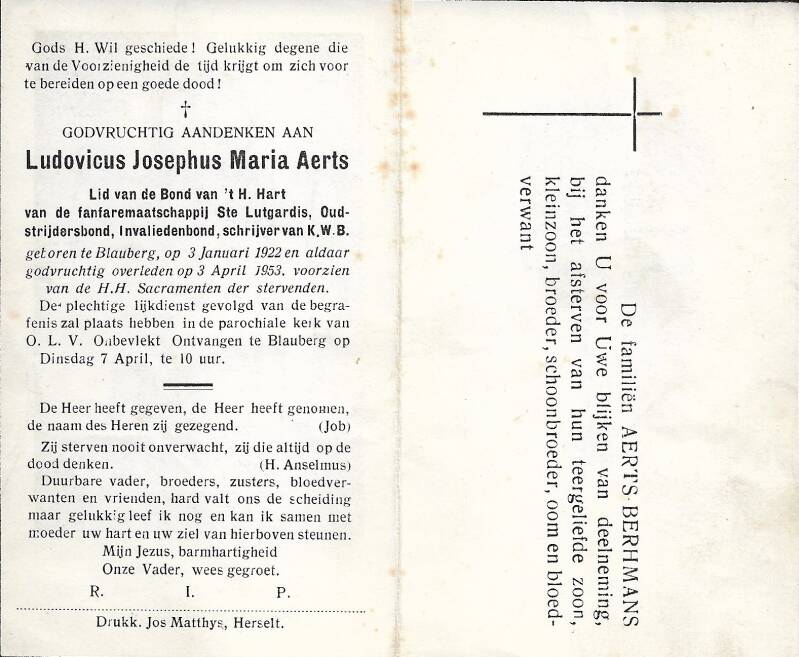 Gods H. Wil geschiede! Gelukkig degene die
van de Voorzienigheid de tijd krijgt om zich voor
te bereiden op een goede dood!
†
GODVRUCHTIG AANDENKEN AAN
Ludovicus Josephus Maria Aerts
Lid van de Bond van 't H. Hart
van de fanfaremaatschappij Ste Lutgardis, Oud-
strijdersbond, Invaliedenbond, schrijver van K.W.B.
geboren te Blauberg, op 3 Januari 1922 en aldaar
godvruchtig overleden op 3 April 1953. voorzien
van de H.H. Sacramenten der stervenden.
De plechtige lijkdienst gevolgd van de begra-
fenis zal plaats hebben in de parochiale kerk van
O. L. V. Onbevlekt Ontvangen te Blauberg op
Dinsdag 7 April, te 10 uur.
De Heer heeft gegeven, de Heer heeft genomen,
de naam des Heren zij gezegend. (Job)
Zij sterven nooit onverwacht, zij die altijd op de
dood denken. (H. Anselmus)
Duurbare vader, broeders, zusters, bloedver-
wanten en vrienden, hard valt ons de scheiding
maar gelukkig leef ik nog en kan ik samen met
moeder uw hart en uw ziel van hierboven steunen.
Mijn Jezus, barmhartigheid
Onze Vader, wees gegroet.
R. I. P.
Drukk. Jos Matthys, Herselt.
De familiën AERTS-BERHMANS
danken U voor Uwe blijken van deelneming,
bij het afsterven van hun teergeliefde zoon,
kleinzoon, broeder, schoonbroeder, oom en bloed-
verwant